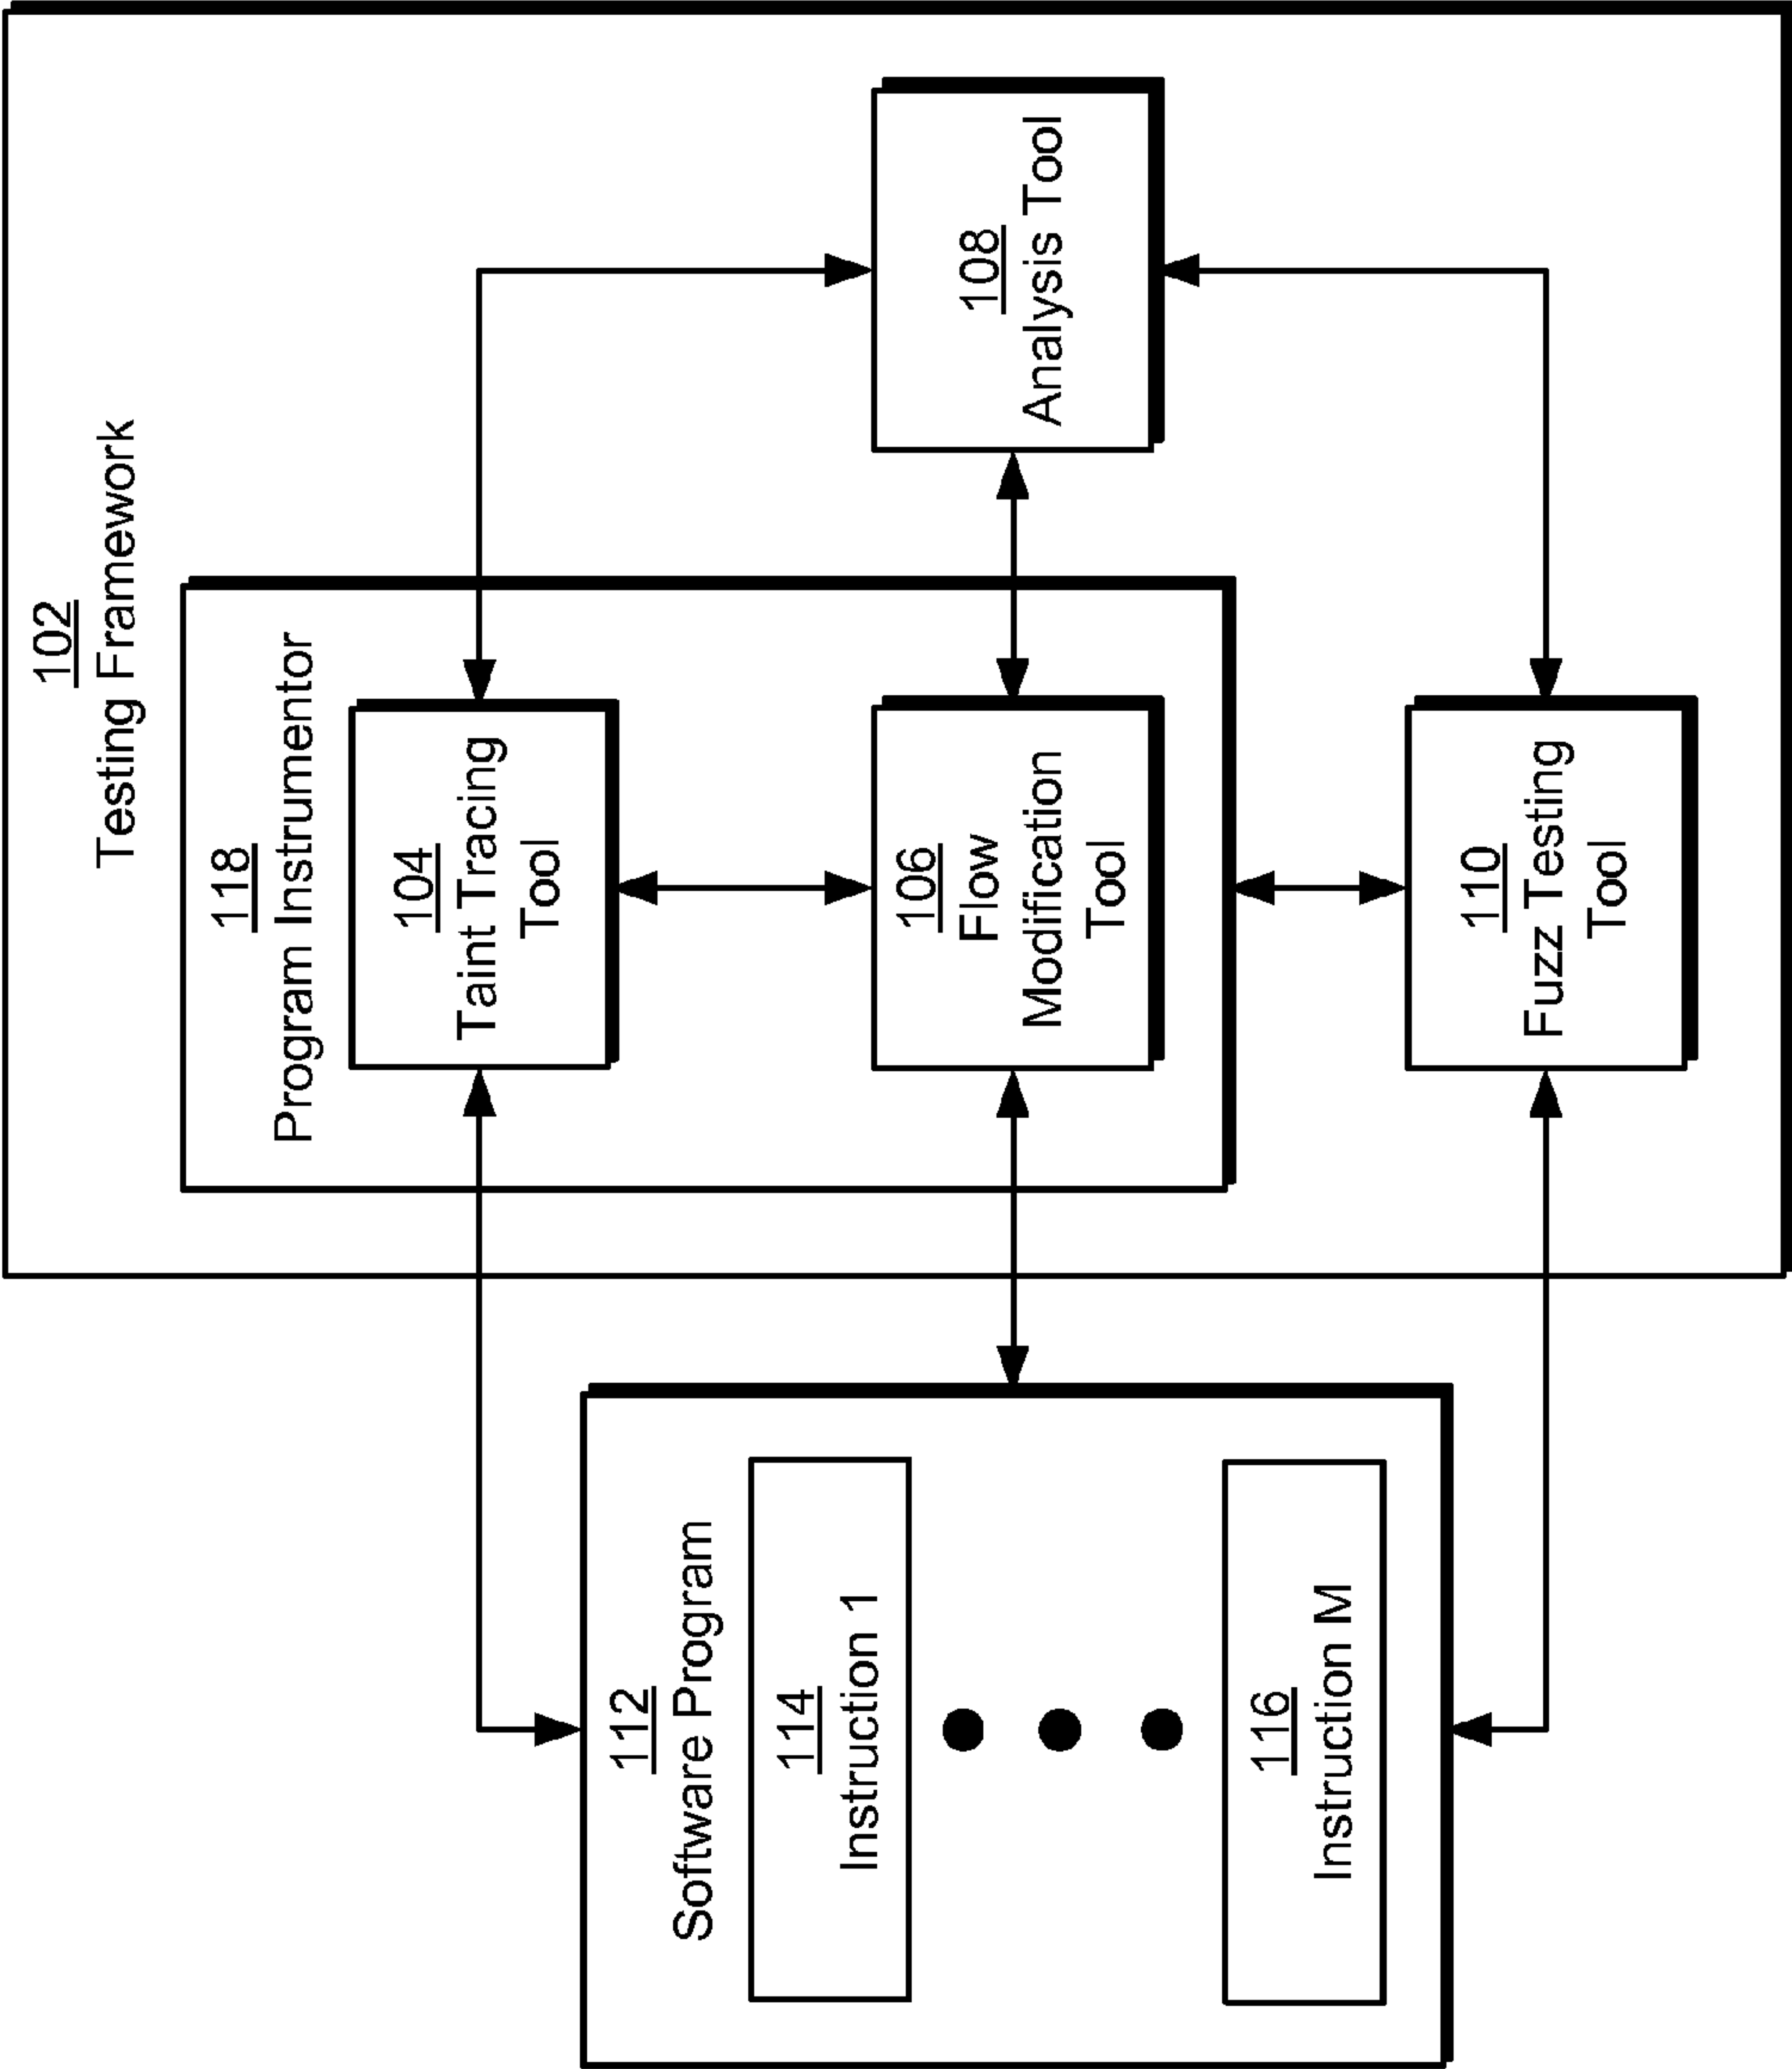 102
Testing Framework
118
Program Instrumentor
104
Taint Tracing
Tool
106
Flow
Modification
Tool
108
Analysis Tool
110
Fuzz Testing
Tool
112
Software Program
114
Instruction 1
116
Instruction M